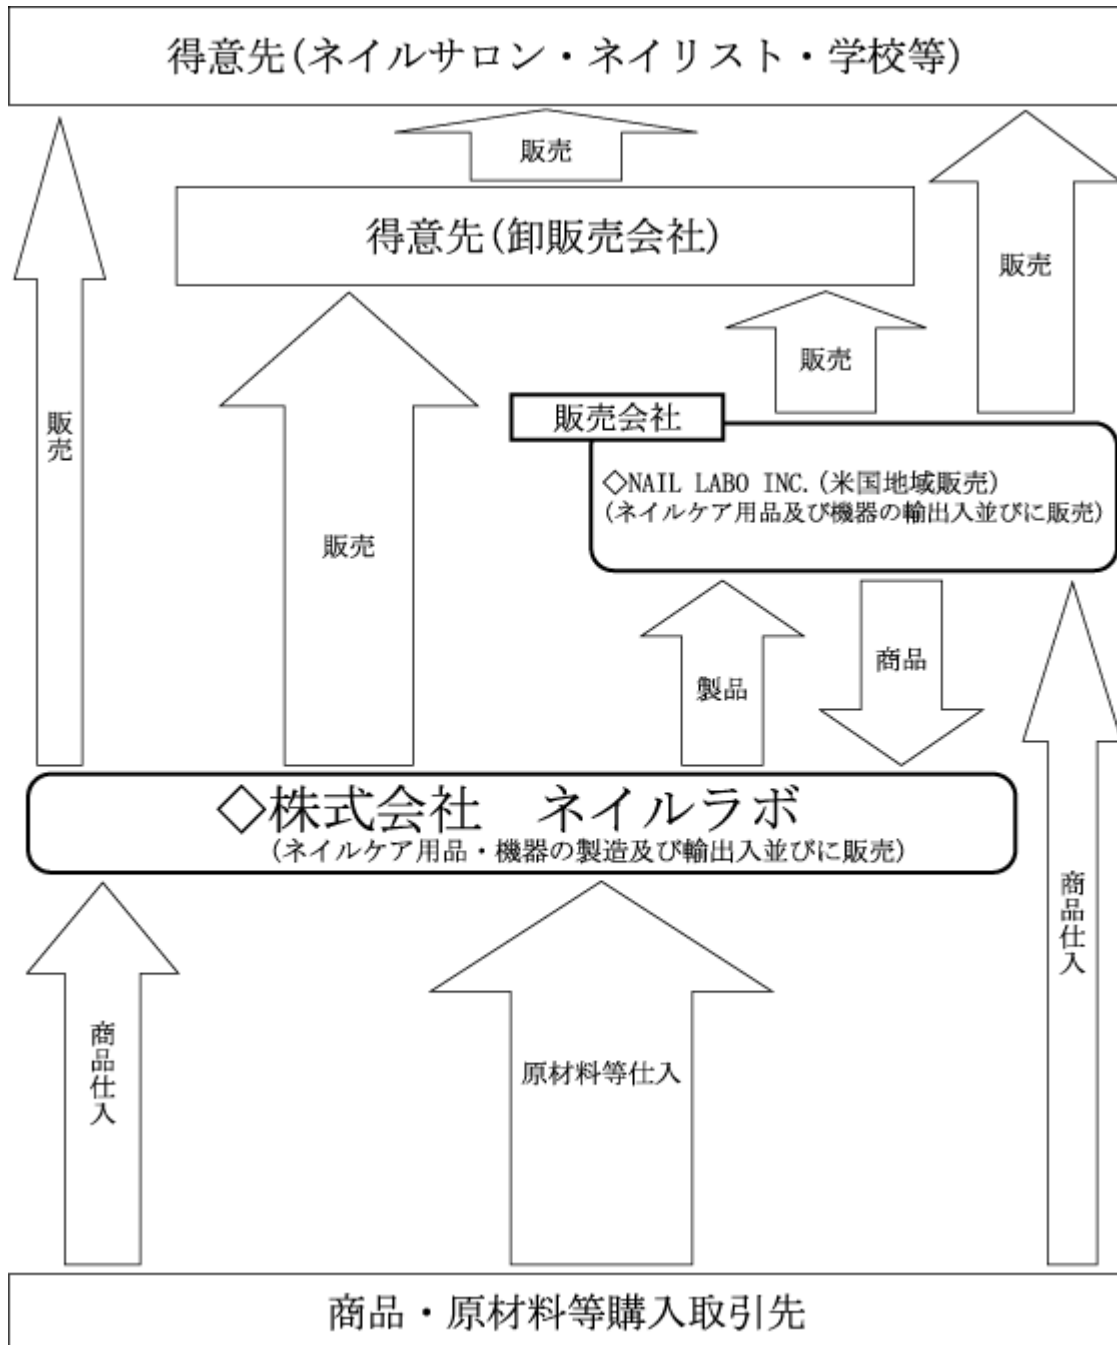 得意先(ネイルサロン・ネイリスト・学校等)
販売
得意先(卸販売会社)
販売
販売
販売
販売
販売会社
◇NAIL LABO INC.(米国地域販売)
(ネイルケア用品及び機器の輸出入並びに販売)
製品
商品
◇株式会社　ネイルラボ
(ネイルケア用品・機器の製造及び輸出入並びに販売)
商品仕入
原材料等仕入
商品仕入
商品・原材料等購入取引先